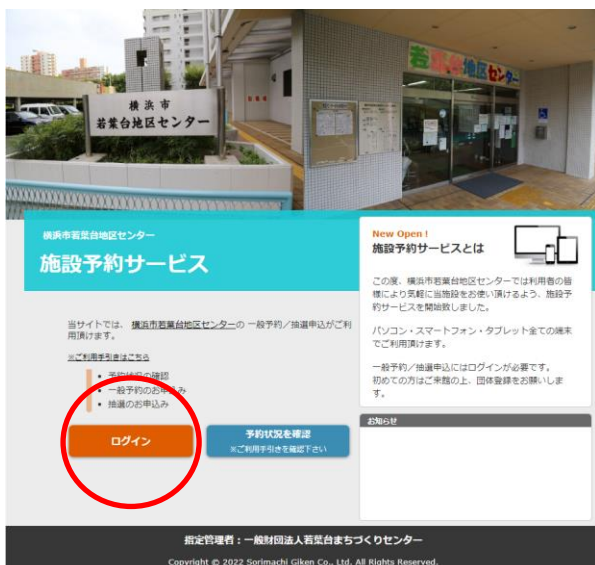 横浜市
若葉台地区センター
若葉台地区センター
横浜市若葉台地区センター
施設予約サービス
当サイトでは、横浜市若葉台地区センターの 一般予約/抽選申込がご利
用頂けます。
※ご利用手引きはこちら
• 予約状況の確認
• 一般予約のお申込み
• 抽選のお申込み
ログイン
予約状況を確認
※ご利用手引きを確認下さい
New Open !
施設予約サービスとは
この度、横浜市若葉台地区センターでは利用者の皆
様により気軽に当施設をお使い頂けるよう、施設予
約サービスを開始致しました。
パソコン・スマートフォン・タブレット全ての端末
でご利用頂けます。
一般予約/抽選申込にはログインが必要です。
初めての方はご来館の上、団体登録をお願いしま
す。
お知らせ
指定管理者:一般財団法人若葉台まちづくりセンター
Copyright © 2022 Sorimachi Giken Co., Ltd. All Rights Reserved.